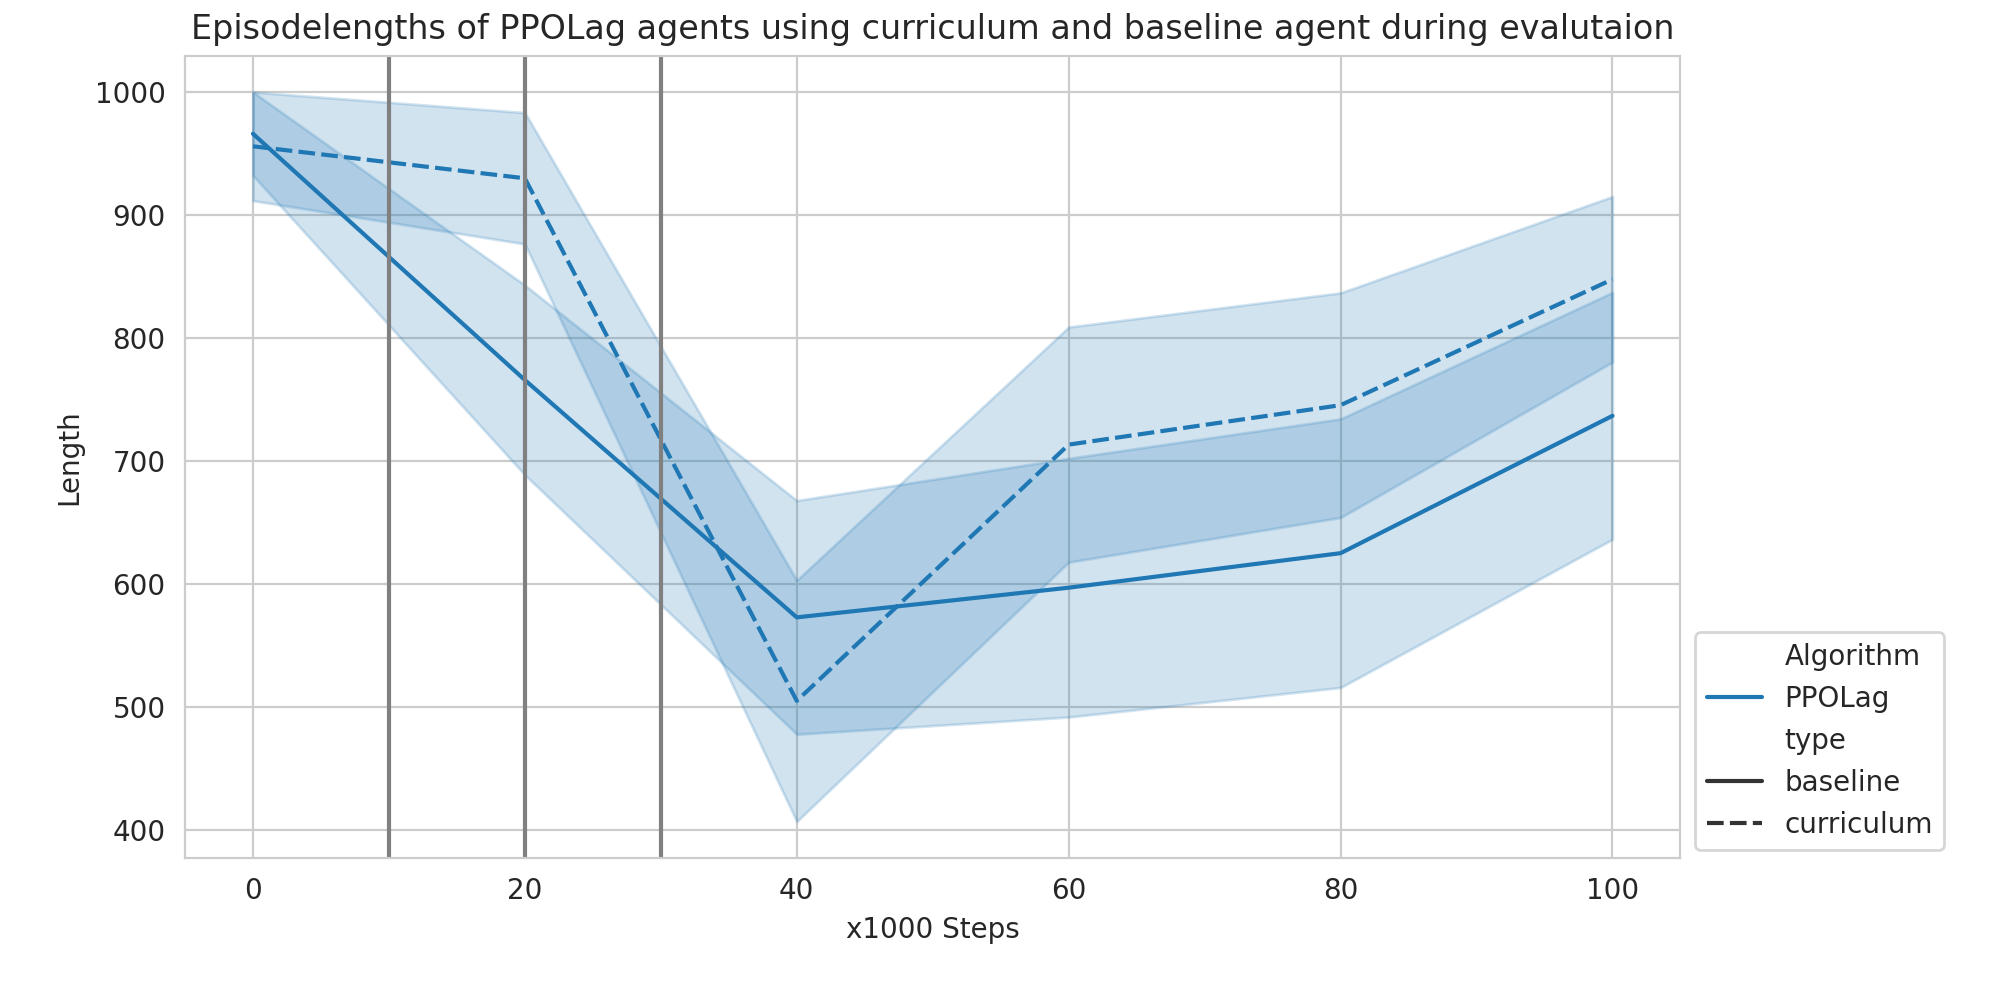 Episodelengths of PPOLag agents using curriculum and baseline agent during evalutaion
1000
900
800
700
600
500
400
Length
0
20
40
60
80
100
x1000 Steps
Algorithm
PPOLag
type
baseline
curriculum